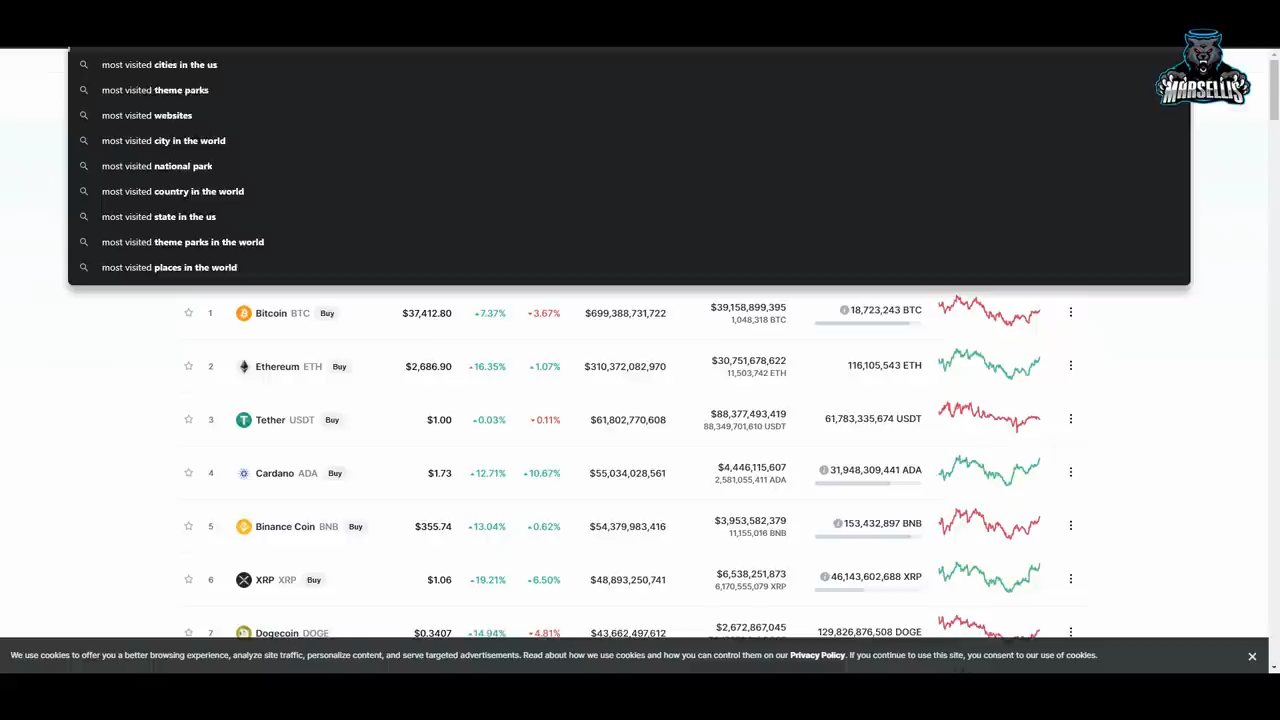 most visited cities in the us
MARSELLIS
most visited theme parks
most visited websites
most visited city in the world
most visited national park
most visited country in the world
most visited state in the us
most visited theme parks in the world
most visited places in the world
1 Bitcoin BTC Buy $37,412.80 7.37% 3.67% $699,388,731,722 $39,158,899,395 18,723,243 BTC
1,048,318 BTC
2 Ethereum ETH Buy $2,686.90 16.35% 1.07% $310,372,082,970 $30,751,678,622 116,105,543 ETH
11,503,742 ETH
3 Tether USDT Buy $1.00 0.03% 0.11% $61,802,770,608 $88,377,493,419 61,783,335,674 USDT
88,349,701,610 USDT
4 Cardano ADA Buy $1.73 12.71% 10.67% $55,034,028,561 $4,446,115,607 31,948,309,441 ADA
2,581,055,411 ADA
5 Binance Coin BNB Buy $355.74 13.04% 0.62% $54,379,983,416 $3,953,582,379 153,432,897 BNB
11,155,016 BNB
6 XRP XRP Buy $1.06 19.21% 6.50% $48,893,250,741 $6,538,251,873 46,143,602,688 XRP
6,170,555,079 XRP
7 Dogecoin DOGE $0.3407 14.94% 4.81% $43,662,497,612 $2,672,867,045 129,826,876,508 DOGE
We use cookies to offer you a better browsing experience, analyze site traffic, personalize content, and serve targeted advertisements. Read about how we use cookies and how you can control them on our Privacy Policy. If you continue to use this site, you consent to our use of cookies.